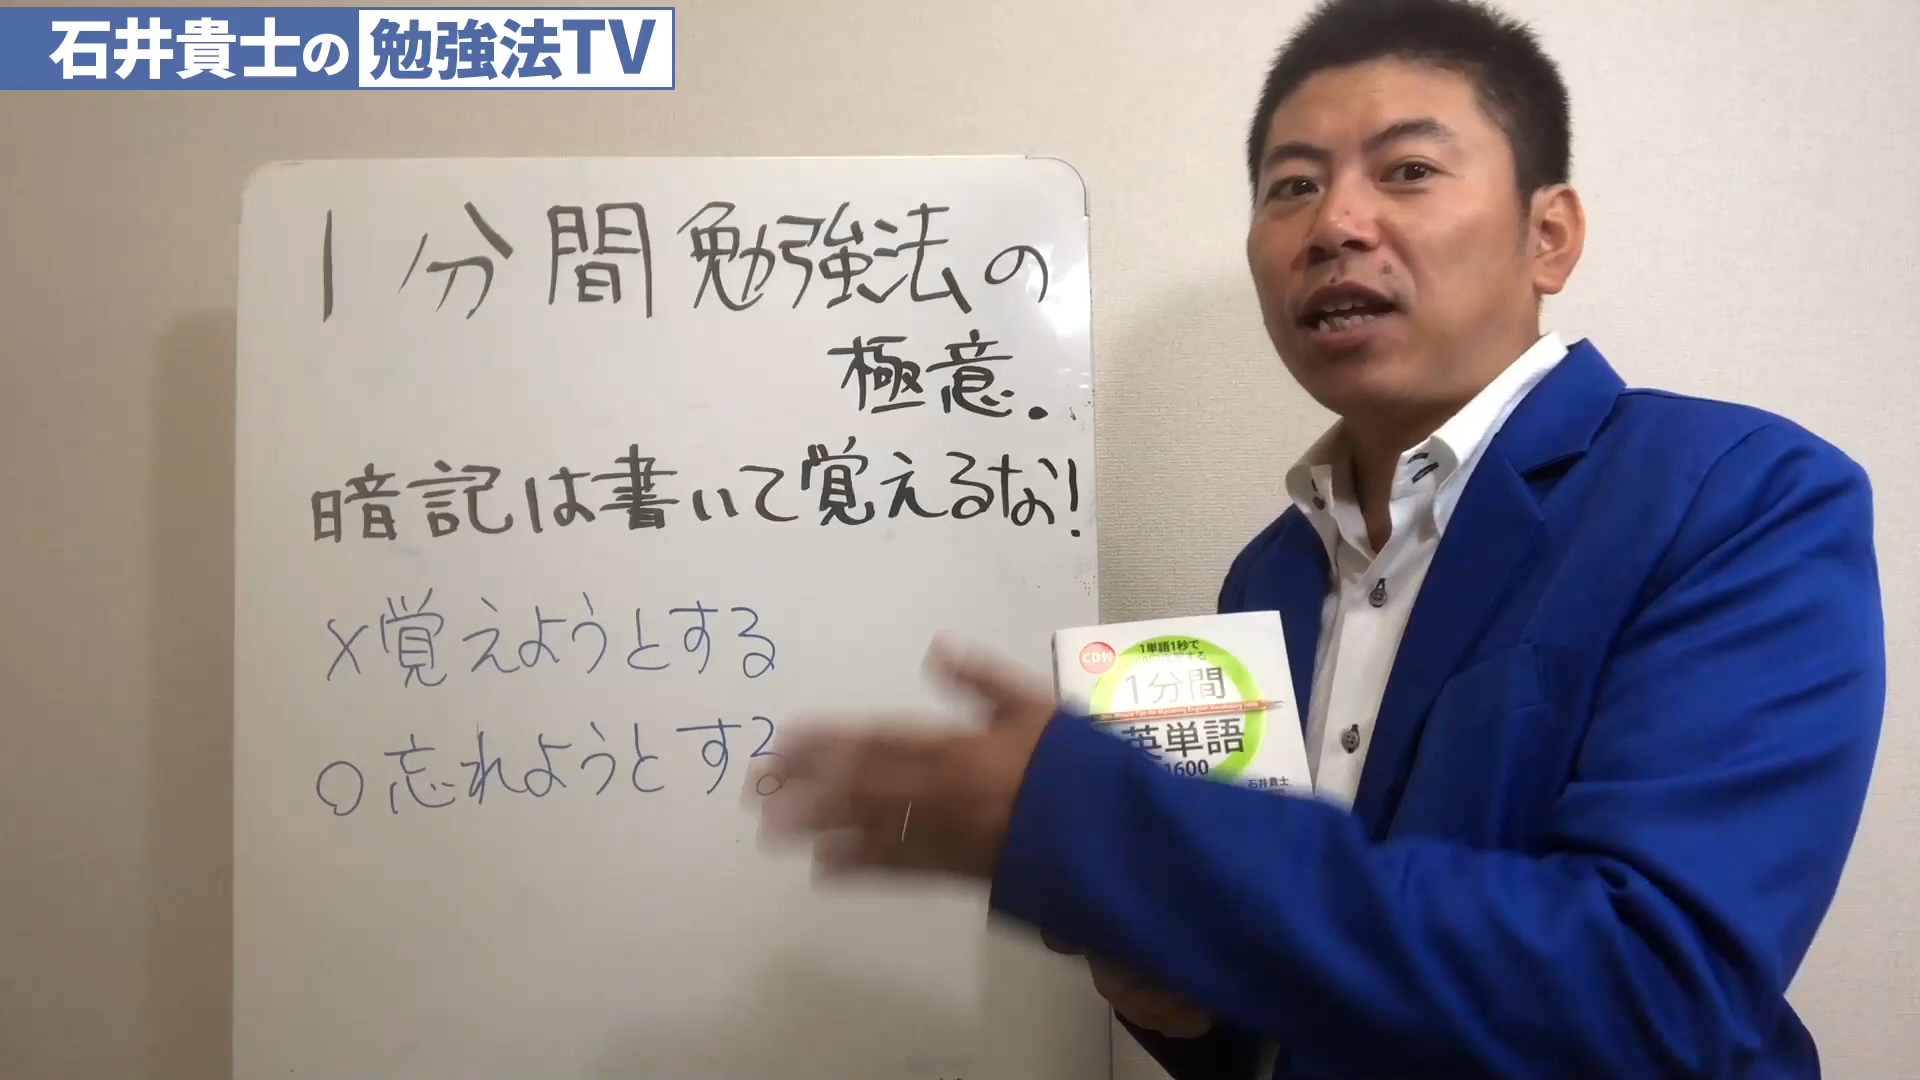 石井貴士の勉強法TV
1分間勉強法の
極意.
暗記は書いて覚えるな!
×覚えようとする
○忘れようとする
CD付
1単語1秒で
1分間
英単語
1600
石井貴士